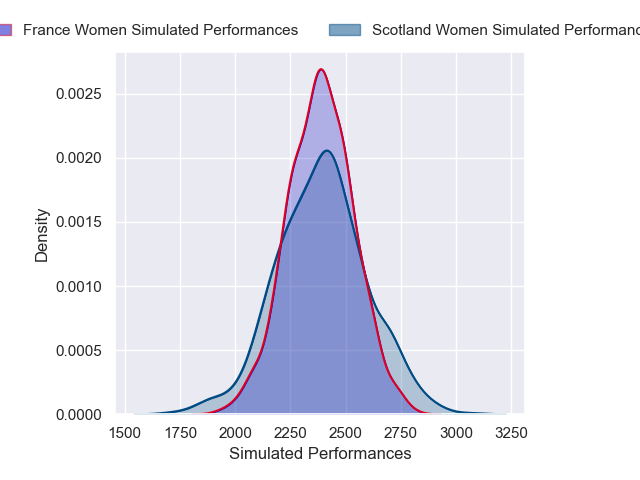 France Women Simulated Performances
Scotland Women Simulated
0.0025
0.0020
0.0015
0.0010
0.0005
0.0000
Density
1500 1750 2000 2250 2500 2750 3000 3250
Simulated Performances